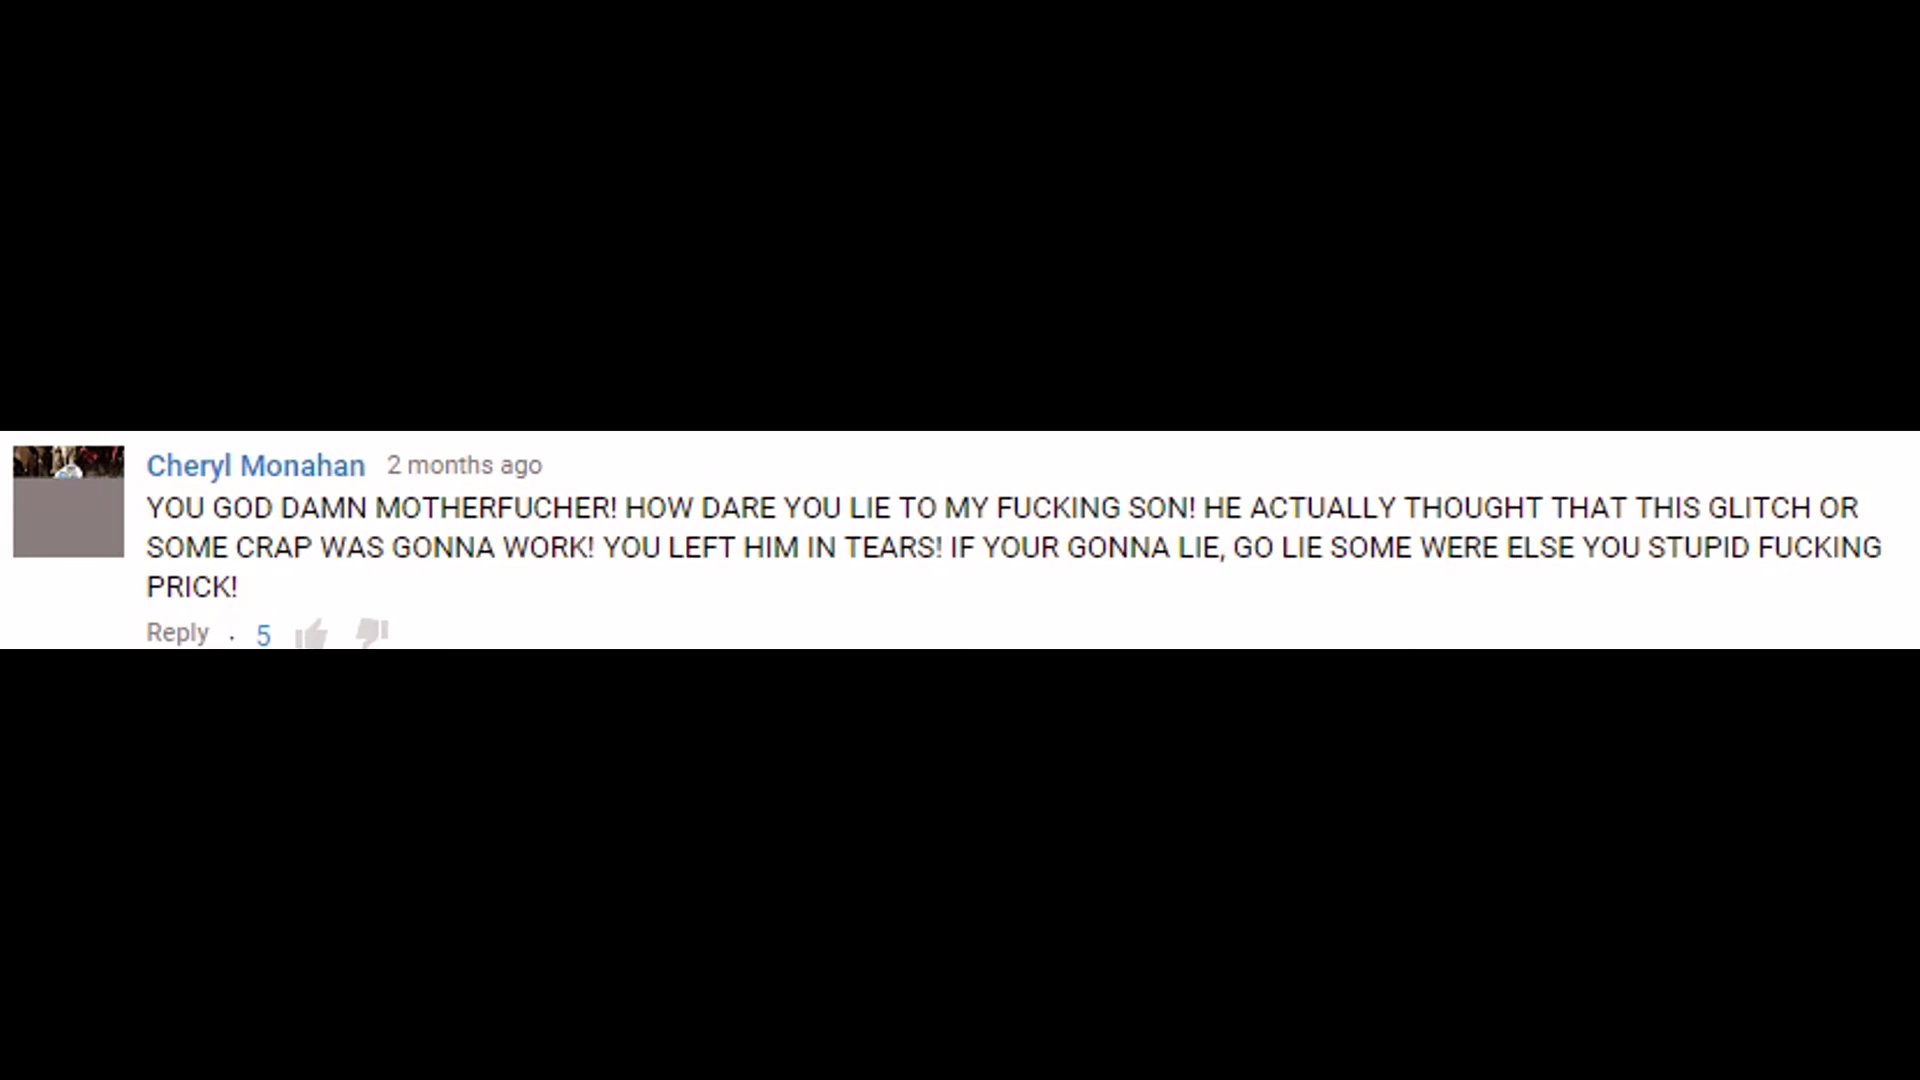 Cheryl Monahan 2 months ago
YOU GOD DAMN MOTHERFUCHER! HOW DARE YOU LIE TO MY FUCKING SON! HE ACTUALLY THOUGHT THAT THIS GLITCH OR
SOME CRAP WAS GONNA WORK! YOU LEFT HIM IN TEARS! IF YOUR GONNA LIE, GO LIE SOME WERE ELSE YOU STUPID FUCKING
PRICK!
Reply . 5